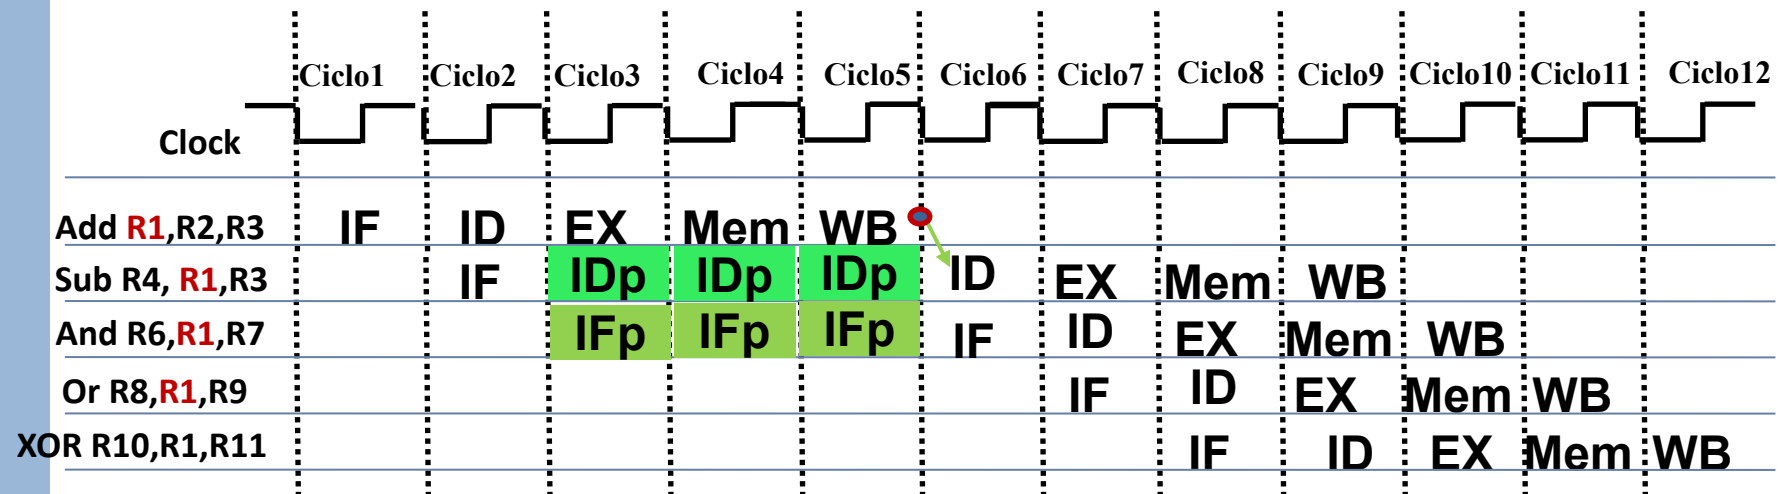 Ciclo1 Ciclo2 Ciclo3 Ciclo4 Ciclo5 Ciclo6 Ciclo7 Ciclo8 Ciclo9 Ciclo10 Ciclo11 Ciclo12
Clock
Add R1,R2,R3 IF ID EX Mem WB
Sub R4, R1,R3 IF IDp IDp IDp ID EX Mem WB
And R6,R1,R7 IFp IFp IFp IF ID EX Mem WB
Or R8,R1,R9 IF ID EX Mem WB
XOR R10,R1,R11 IF ID EX Mem WB